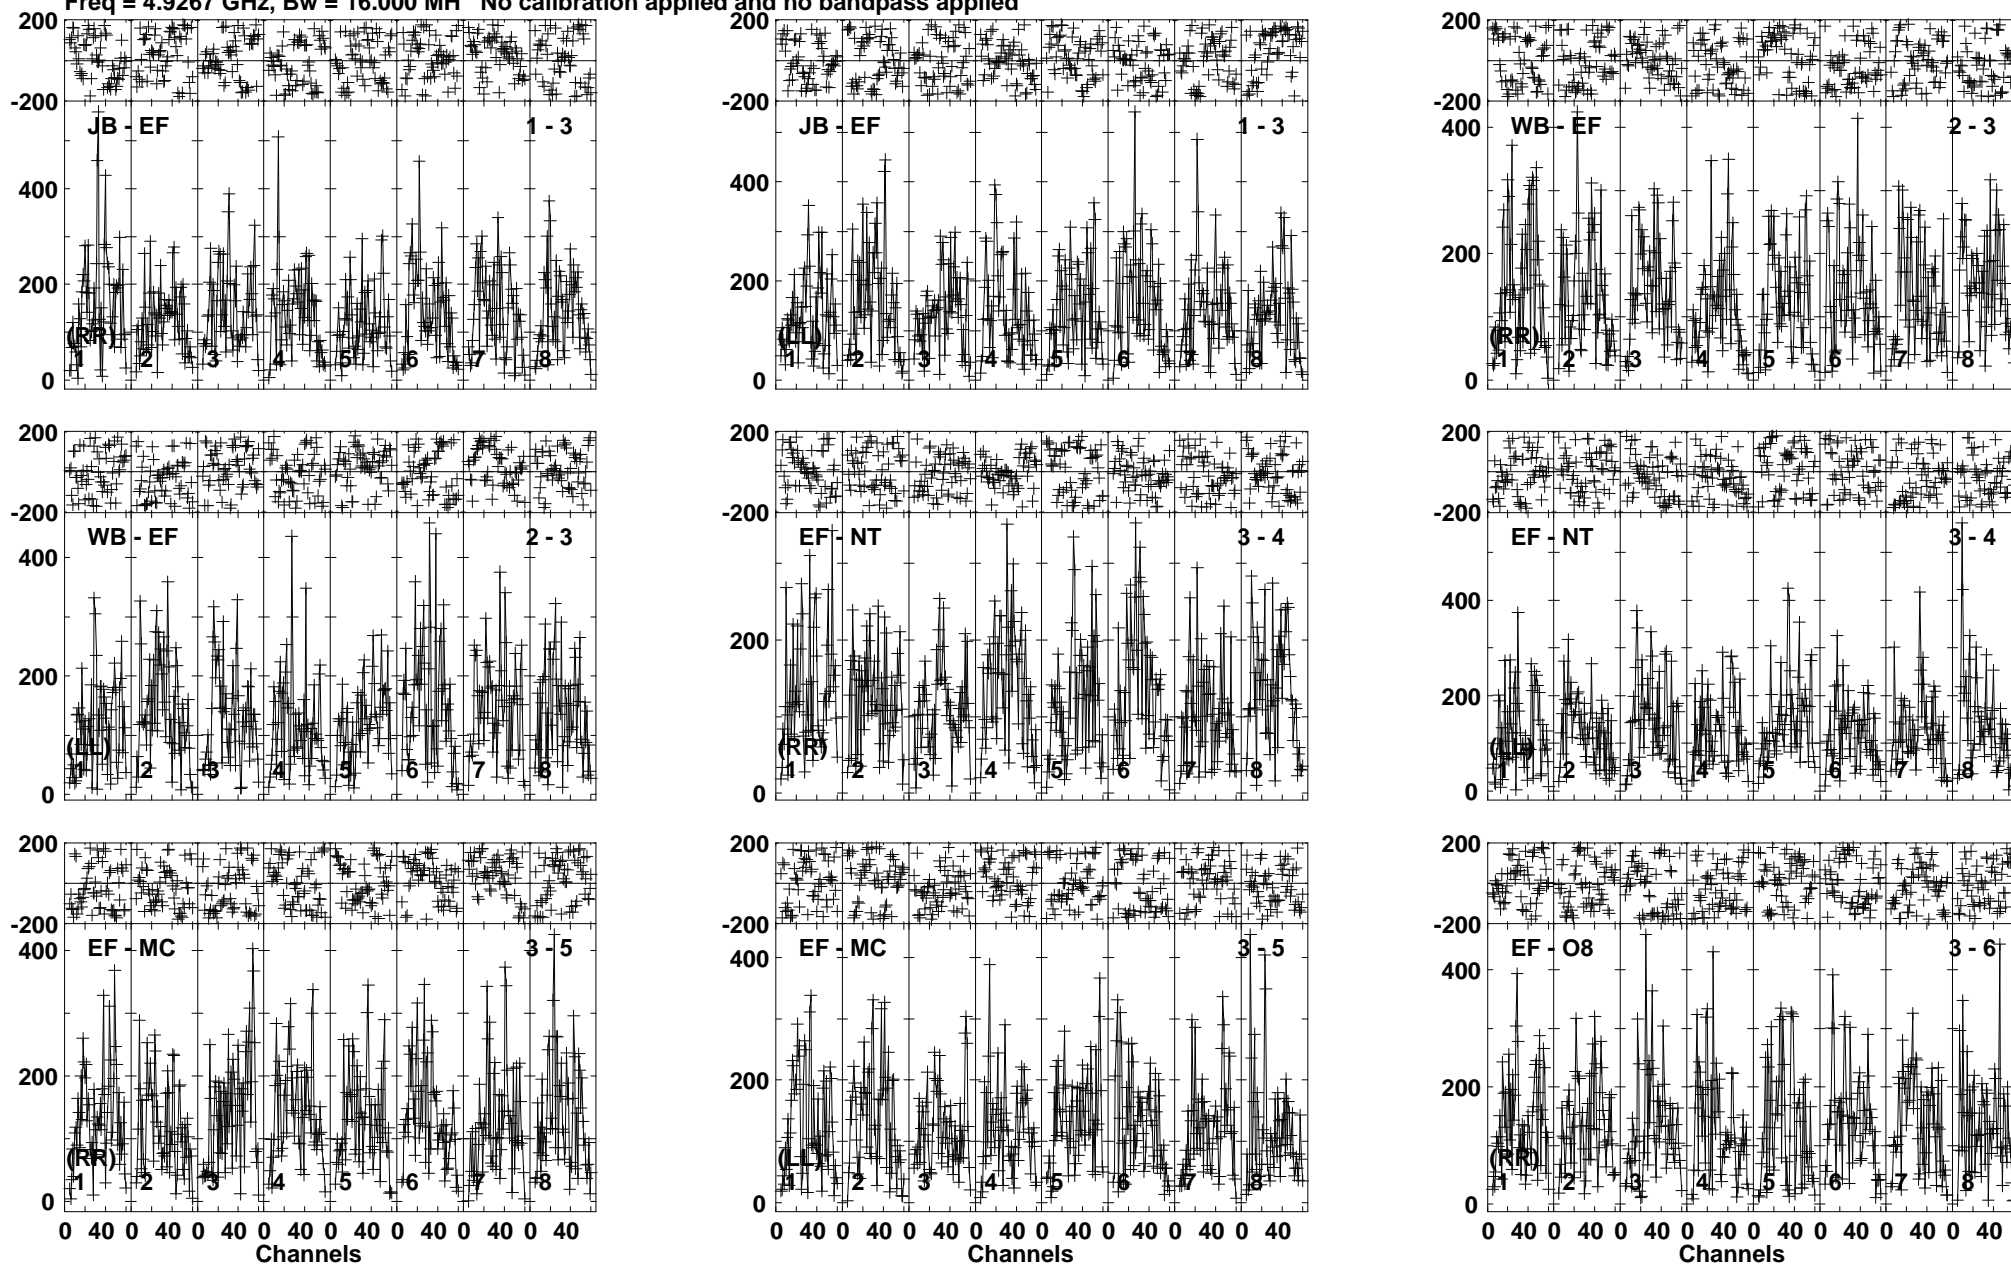 Freq = 4.9267 GHz, Bw = 16.000 MH No calibration applied and no bandpass applied
200 200 200
-200 -200 -200
JB - EF 1 - 3 JB - EF 1 - 3 WB - EF 2 - 3
400 400 400
200 200 200
(RR) (LL) (RR)
1 2 3 4 5 6 7 8 1 2 3 4 5 6 7 8 1 2 3 4 5 6 7 8
0 0 0
200 200 200
-200 -200 -200
WB - EF 2 - 3 EF - NT 3 - 4 EF - NT 3 - 4
400 400
200 200 200
(LL) (RR) (LL)
1 2 3 4 5 6 7 8 1 2 3 4 5 6 7 8 1 2 3 4 5 6 7 8
0 0 0
200 200 200
-200 -200 -200
EF - MC 3 - 5 EF - MC 3 - 5 EF - O8 3 - 6
400 400 400
200 200 200
(RR) (LL) (RR)
1 2 3 4 5 6 7 8 1 2 3 4 5 6 7 8 1 2 3 4 5 6 7 8
0 0 0
0 40 0 40 0 40 0 40 0 40 0 40 0 40 0 40 0 40 0 40 0 40 0 40 0 40 0 40 0 40 0 40 0 40 0 40 0 40 0 40 0 40 0 40 0 40 0 40
Channels Channels Channels